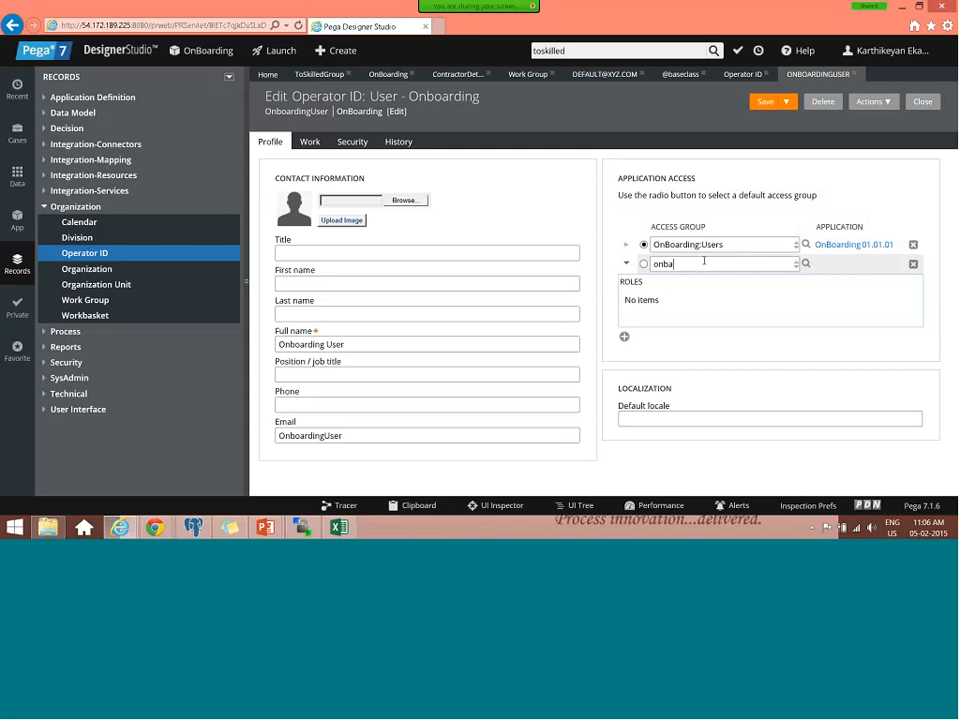 You are sharing your screen.
Shared
http://54.172.189.225:8080/prweb/PRServlet/
Pega Designer Studio
Pega 7 DesignerStudio OnBoarding Launch Create
toskilled
Help Karthikeyan Eka...
Recent
Cases
Data
App
Records
Private
Favorite
RECORDS
Application Definition
Data Model
Decision
Integration-Connectors
Integration-Mapping
Integration-Resources
Integration-Services
Organization
Calendar
Division
Operator ID
Organization
Organization Unit
Work Group
Workbasket
Process
Reports
Security
SysAdmin
Technical
User Interface
Home ToSkilledGroup OnBoarding ContractorDet... Work Group DEFAULT@XYZ.COM @baseclass Operator ID ONBOARDINGUSER
Edit Operator ID: User - Onboarding
OnboardingUser OnBoarding [Edit]
Save Delete Actions Close
Profile Work Security History
CONTACT INFORMATION
Browse...
Upload Image
Title
First name
Last name
Full name
Onboarding User
Position / job title
Phone
Email
OnboardingUser
APPLICATION ACCESS
Use the radio button to select a default access group
ACCESS GROUP APPLICATION
OnBoarding:Users OnBoarding 01.01.01
onba
ROLES
No items
LOCALIZATION
Default locale
Tracer Clipboard UI Inspector UI Tree Performance Alerts Inspection Prefs PDN Pega 7.1.6
Process innovation...delivered.
ENG
US
11:06 AM
05-02-2015